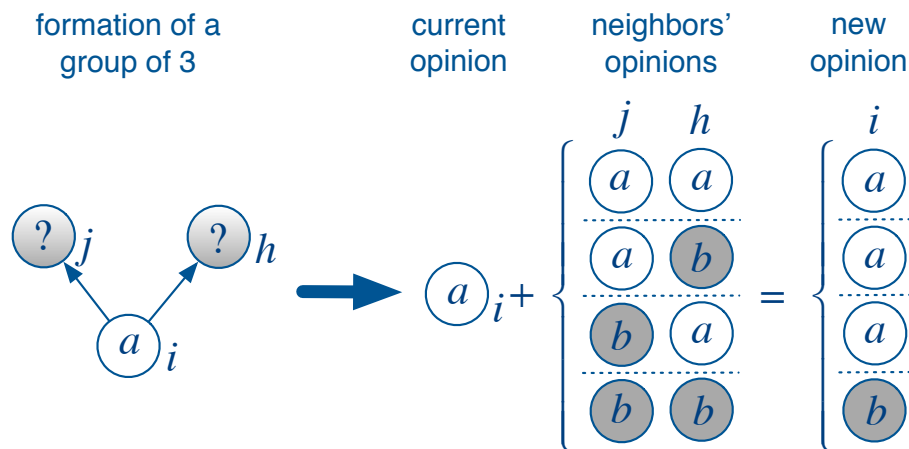 formation of a
group of 3
current
opinion
neighbors’
opinions
new
opinion
j h i
a a a
? j ? h
a b a
a i + =
a i
b a a
b b b